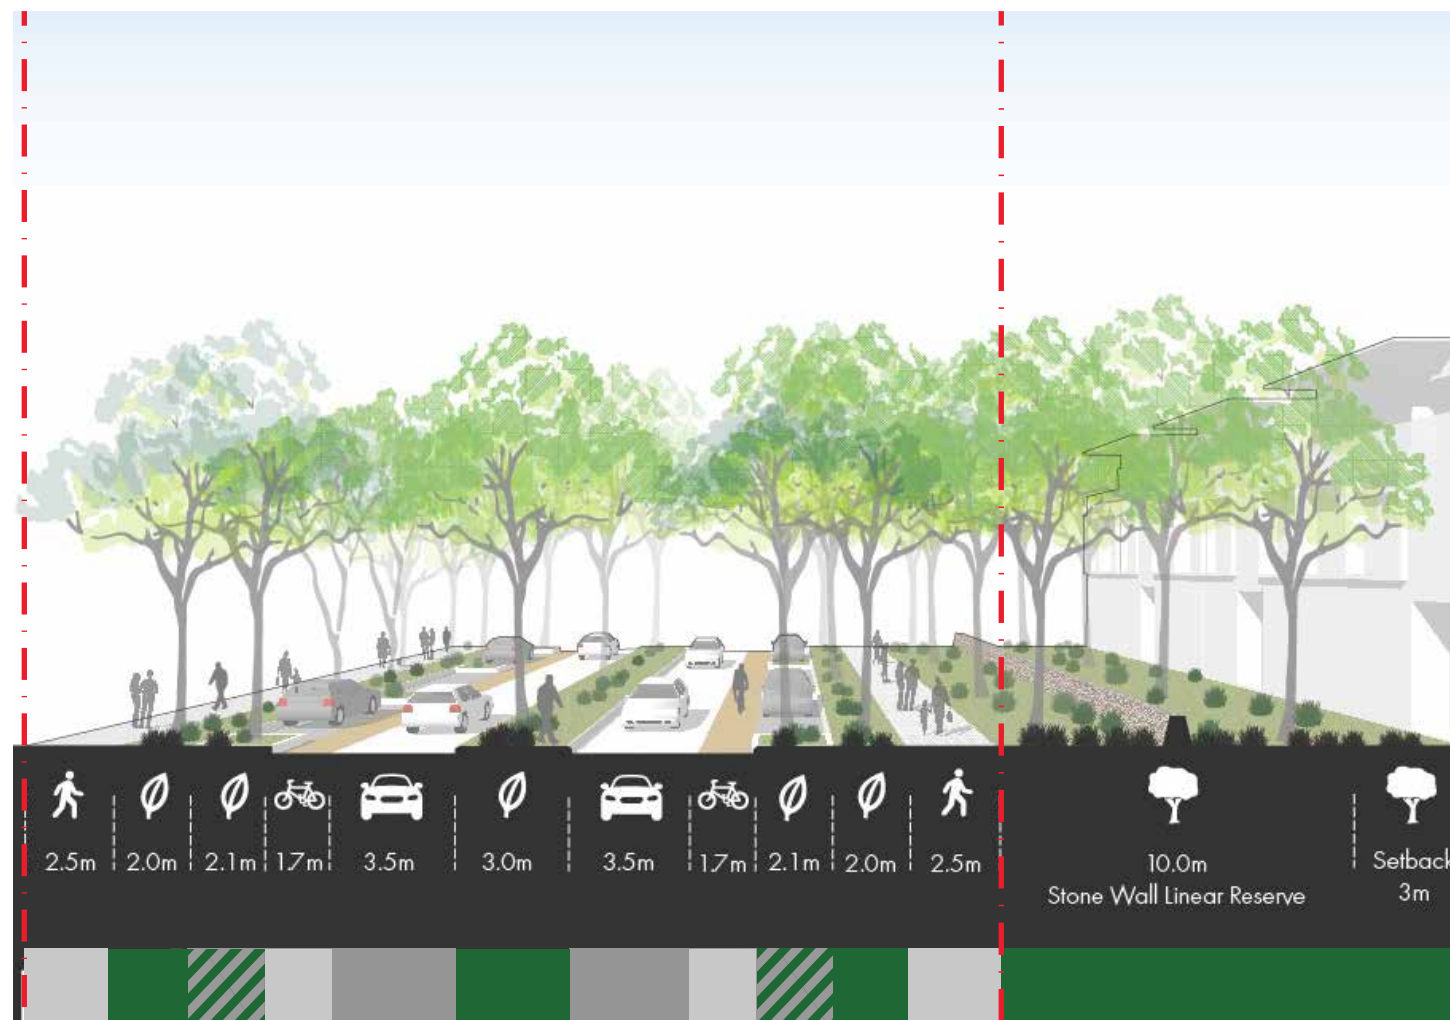 2.5m 2.0m 2.1m 1.7m 3.5m 3.0m 3.5m 1.7m 2.1m 2.0m 2.5m
10.0m
Stone Wall Linear Reserve
Setback
3m